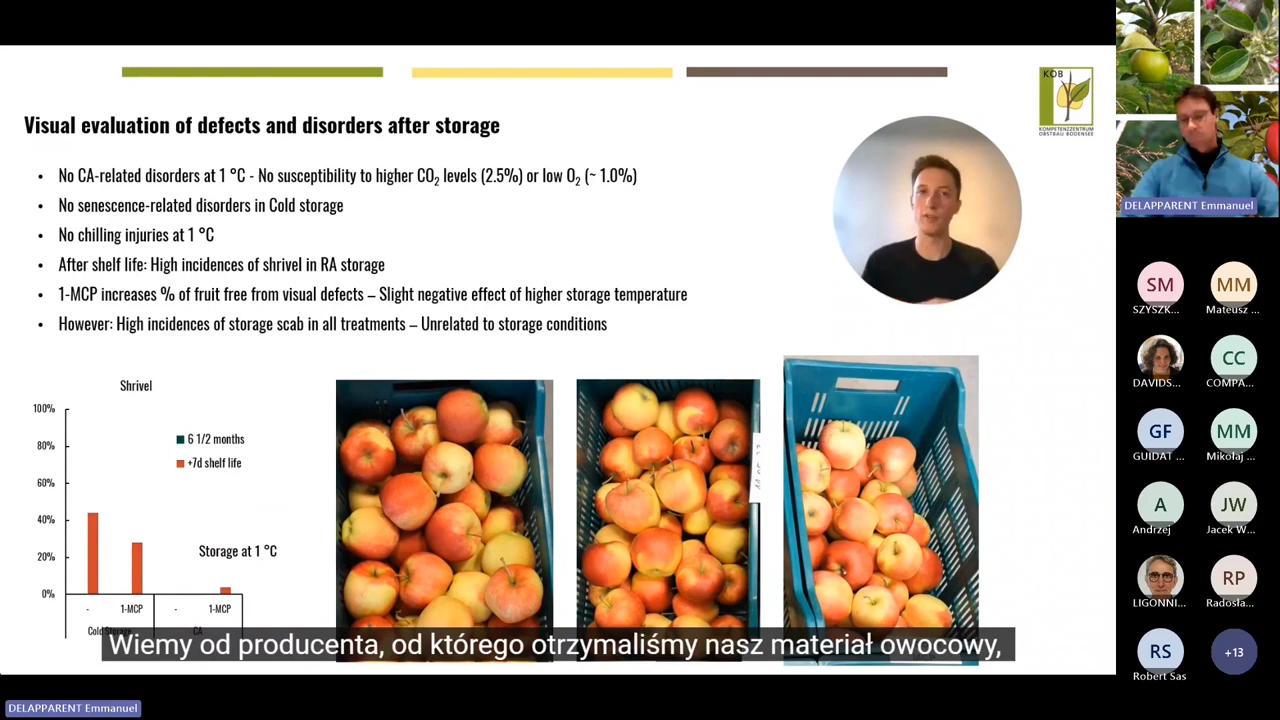 KOB
KOMPETENZZENTRUM
OBSTBAU BODENSEE
Visual evaluation of defects and disorders after storage
• No CA-related disorders at 1 °C - No susceptibility to higher CO₂ levels (2.5%) or low O₂ (~ 1.0%)
• No senescence-related disorders in Cold storage
• No chilling injuries at 1 °C
• After shelf life: High incidences of shrivel in RA storage
• 1-MCP increases % of fruit free from visual defects – Slight negative effect of higher storage temperature
• However: High incidences of storage scab in all treatments – Unrelated to storage conditions
Shrivel
100%
80%
60%
40%
20%
0%
6 1/2 months
+7d shelf life
Storage at 1 °C
- 1-MCP - 1-MCP
Cold Storage CA
Wiemy od producenta, od którego otrzymaliśmy nasz materiał owocowy,
DELAPPARENT Emmanuel
DELAPPARENT Emmanuel
SM MM
SZYSZK... Mateusz ...
CC
DAVIDS... COMPA...
GF MM
GUIDAT ... Mikołaj ...
A JW
Andrzej Jacek W...
RP
LIGONNI... Radosła...
RS +13
Robert Sas